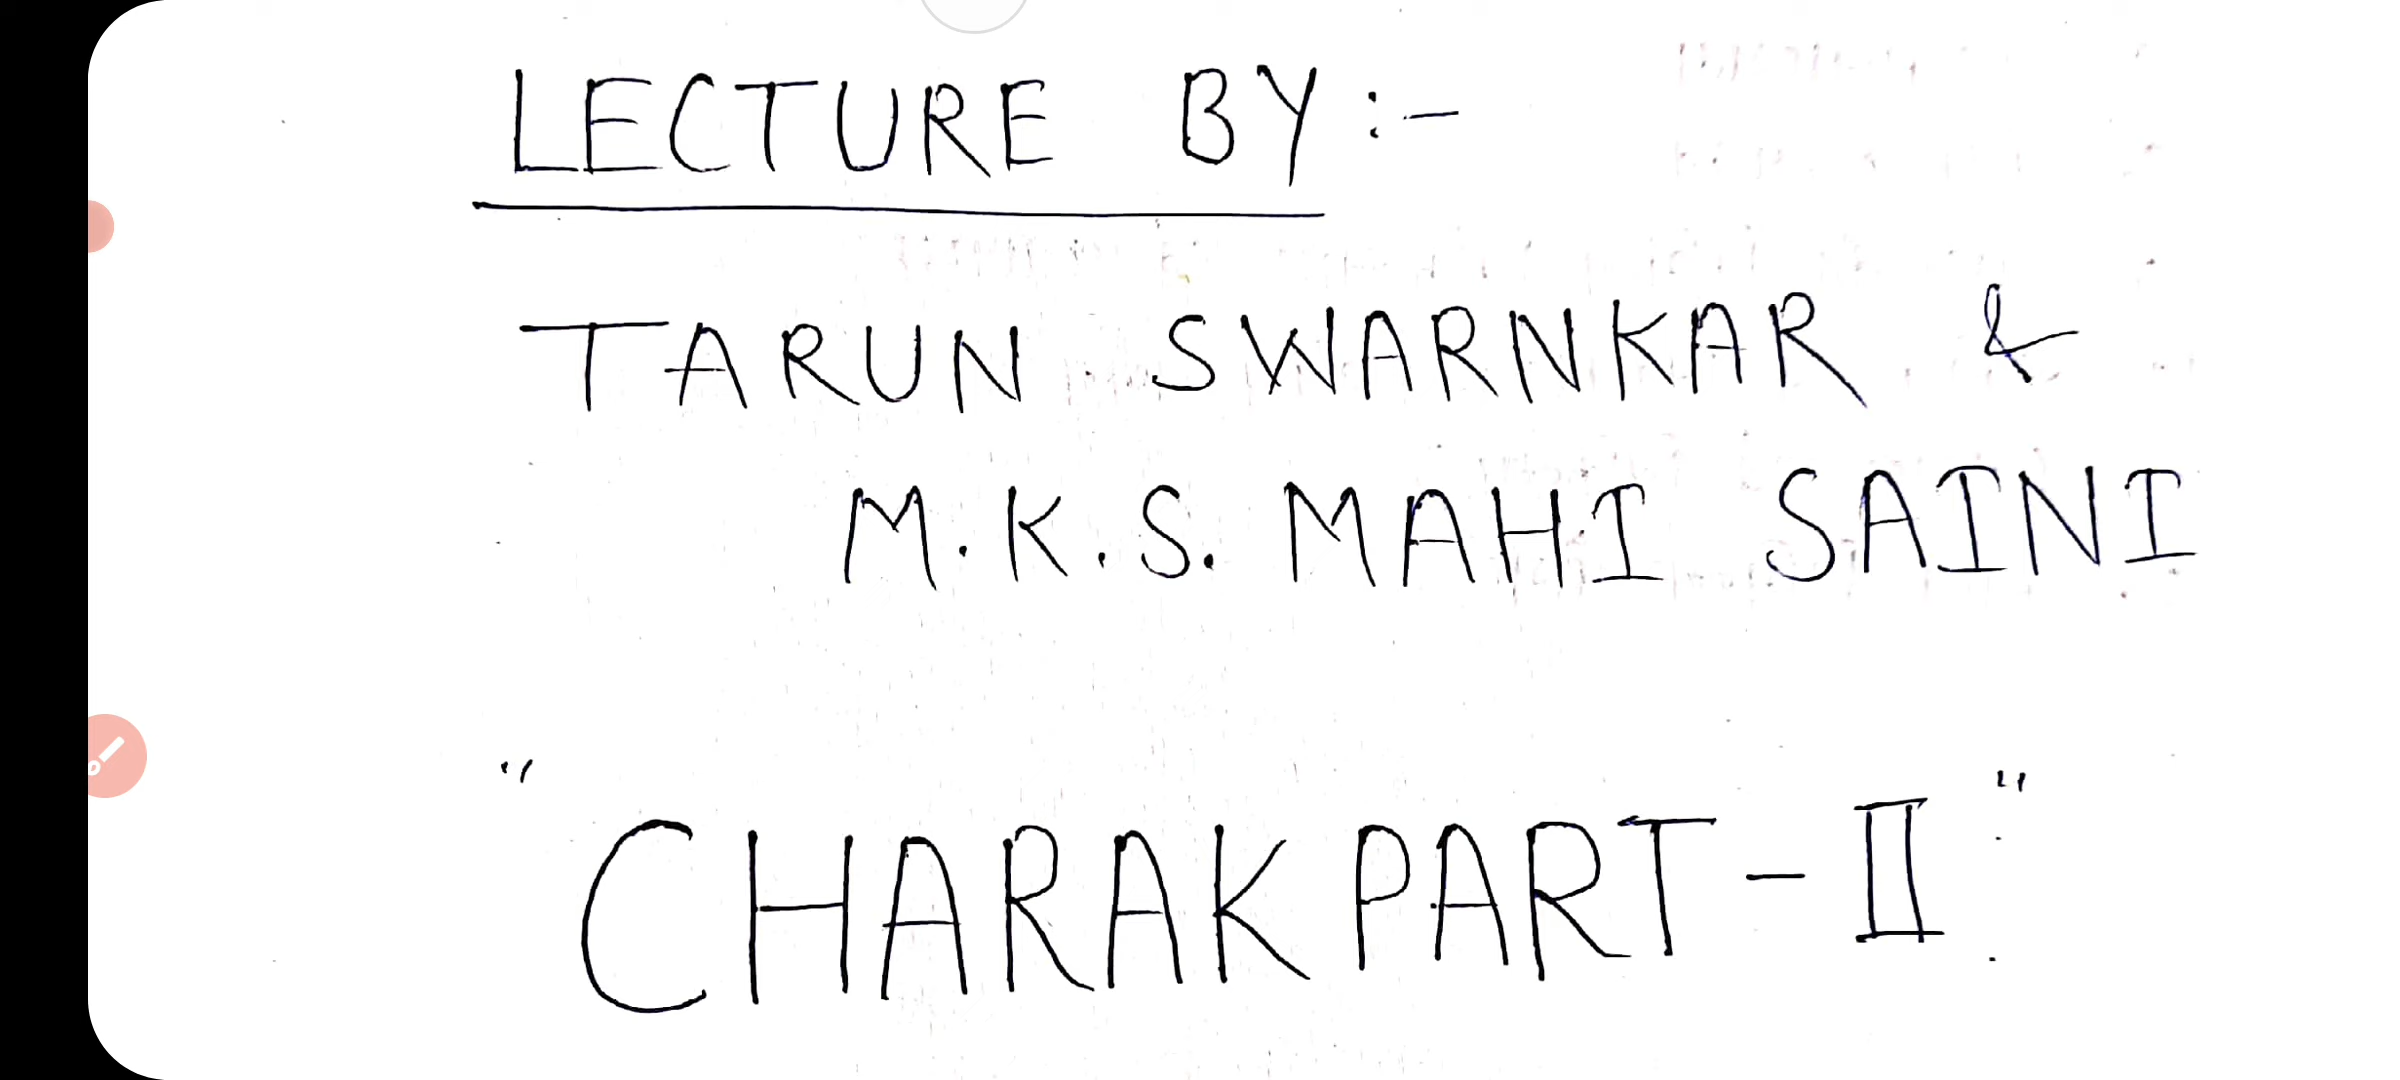 LECTURE BY :-
TARUN SWARNKAR &
M.K.S. MAHI SAINI
"CHARAK PART-II"